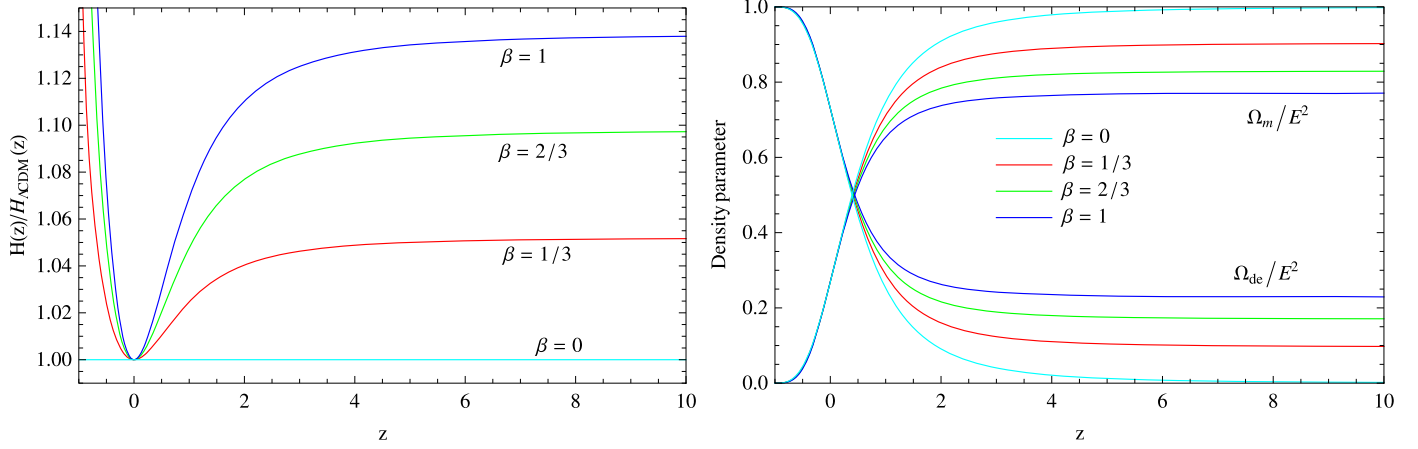 1.14
1.12
1.10
1.08
1.06
1.04
1.02
1.00
H(z)/H_ΛCDM(z)
β = 1
β = 2/3
β = 1/3
β = 0
0 2 4 6 8 10
z
1.0
0.8
0.6
0.4
0.2
0.0
Density parameter
Ω_m/E²
β = 0
β = 1/3
β = 2/3
β = 1
Ω_de/E²
0 2 4 6 8 10
z